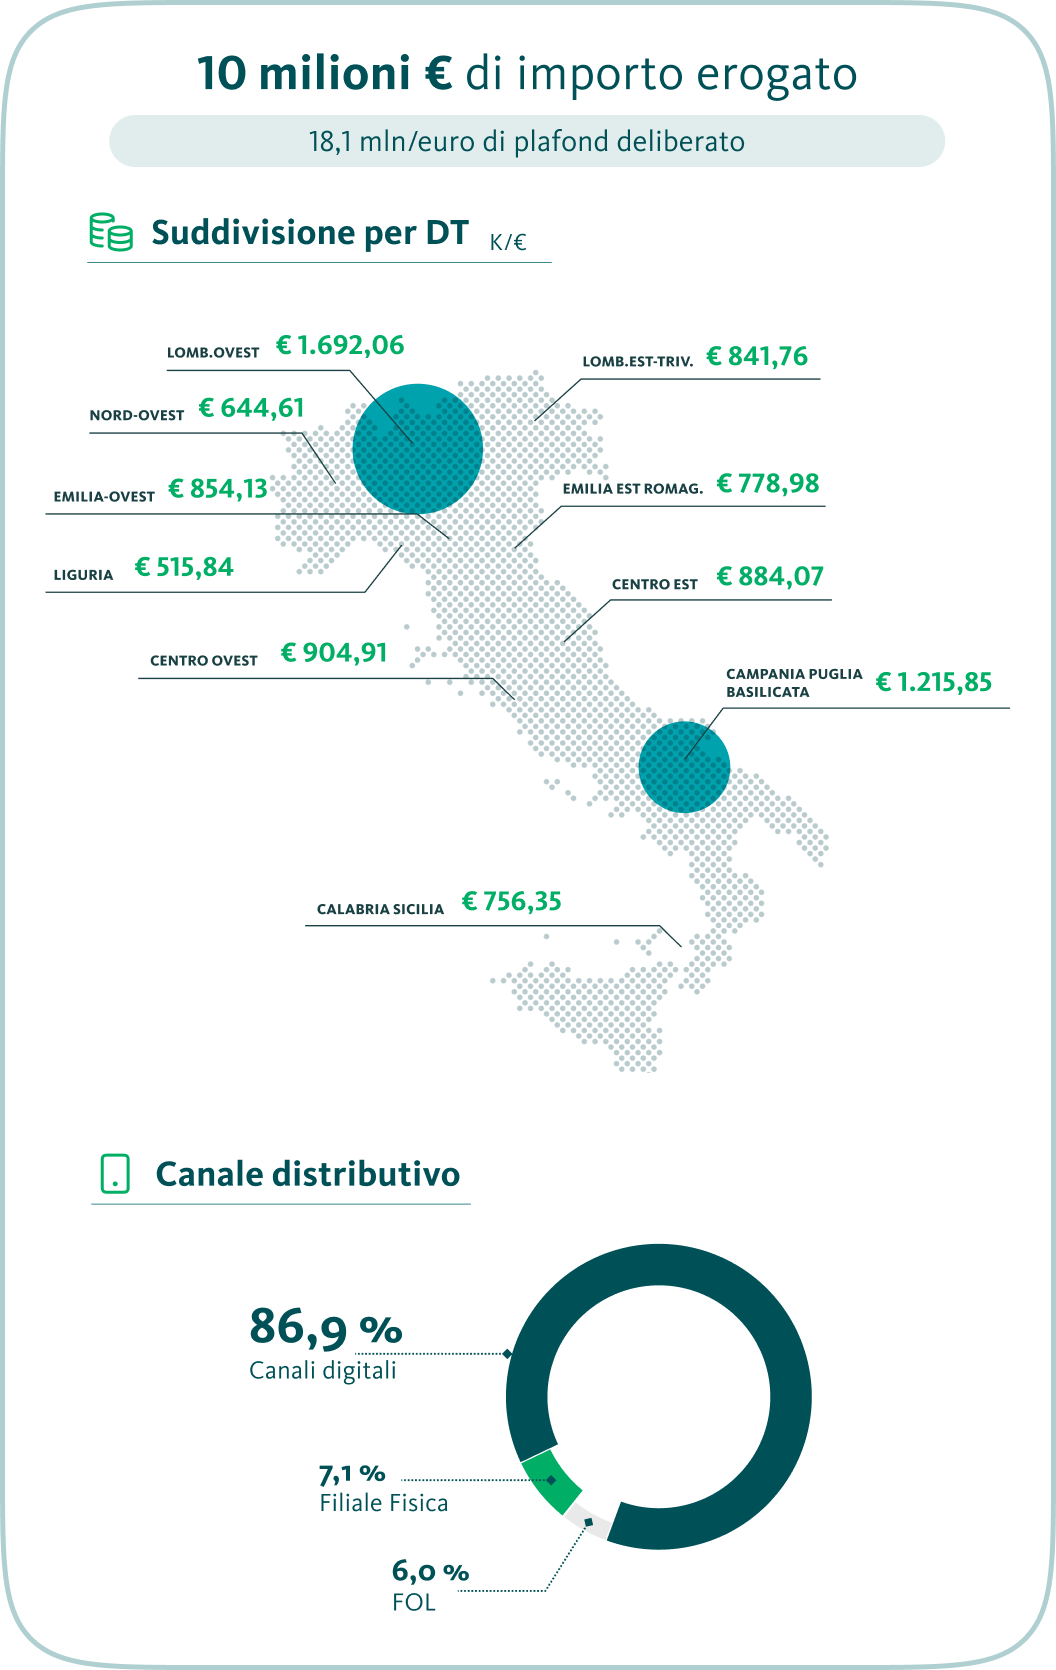 10 milioni € di importo erogato
18,1 mln/euro di plafond deliberato
Suddivisione per DT K/€
LOMB.OVEST € 1.692,06
LOMB.EST-TRIV. € 841,76
NORD-OVEST € 644,61
EMILIA-OVEST € 854,13
EMILIA EST ROMAG. € 778,98
LIGURIA € 515,84
CENTRO EST € 884,07
CENTRO OVEST € 904,91
CAMPANIA PUGLIA
BASILICATA € 1.215,85
CALABRIA SICILIA € 756,35
Canale distributivo
86,9 %
Canali digitali
7,1 %
Filiale Fisica
6,0 %
FOL